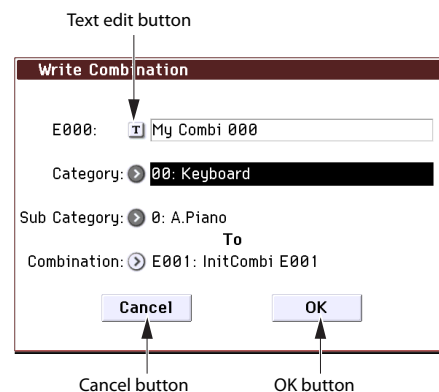 Text edit button
Write Combination
E000: T My Combi 000
Category: 00: Keyboard
Sub Category: 0: A.Piano
To
Combination: E001: InitCombi E001
Cancel OK
Cancel button OK button